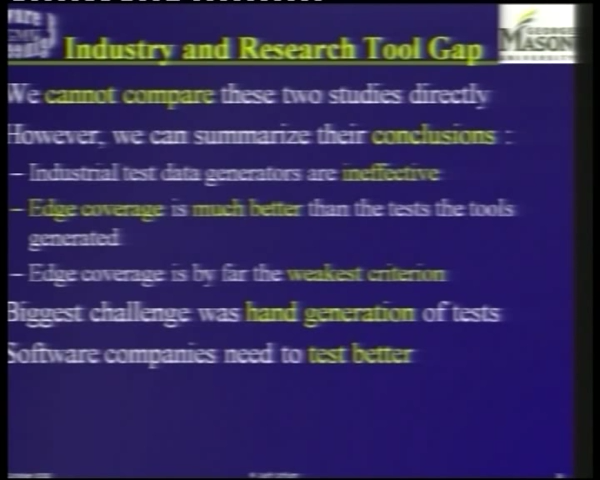 Industry and Research Tool Gap
GEORGE
MASON
UNIVERSITY
We cannot compare these two studies directly
However, we can summarize their conclusions :
– Industrial test data generators are ineffective
– Edge coverage is much better than the tests the tools
generated
– Edge coverage is by far the weakest criterion
Biggest challenge was hand generation of tests
Software companies need to test better